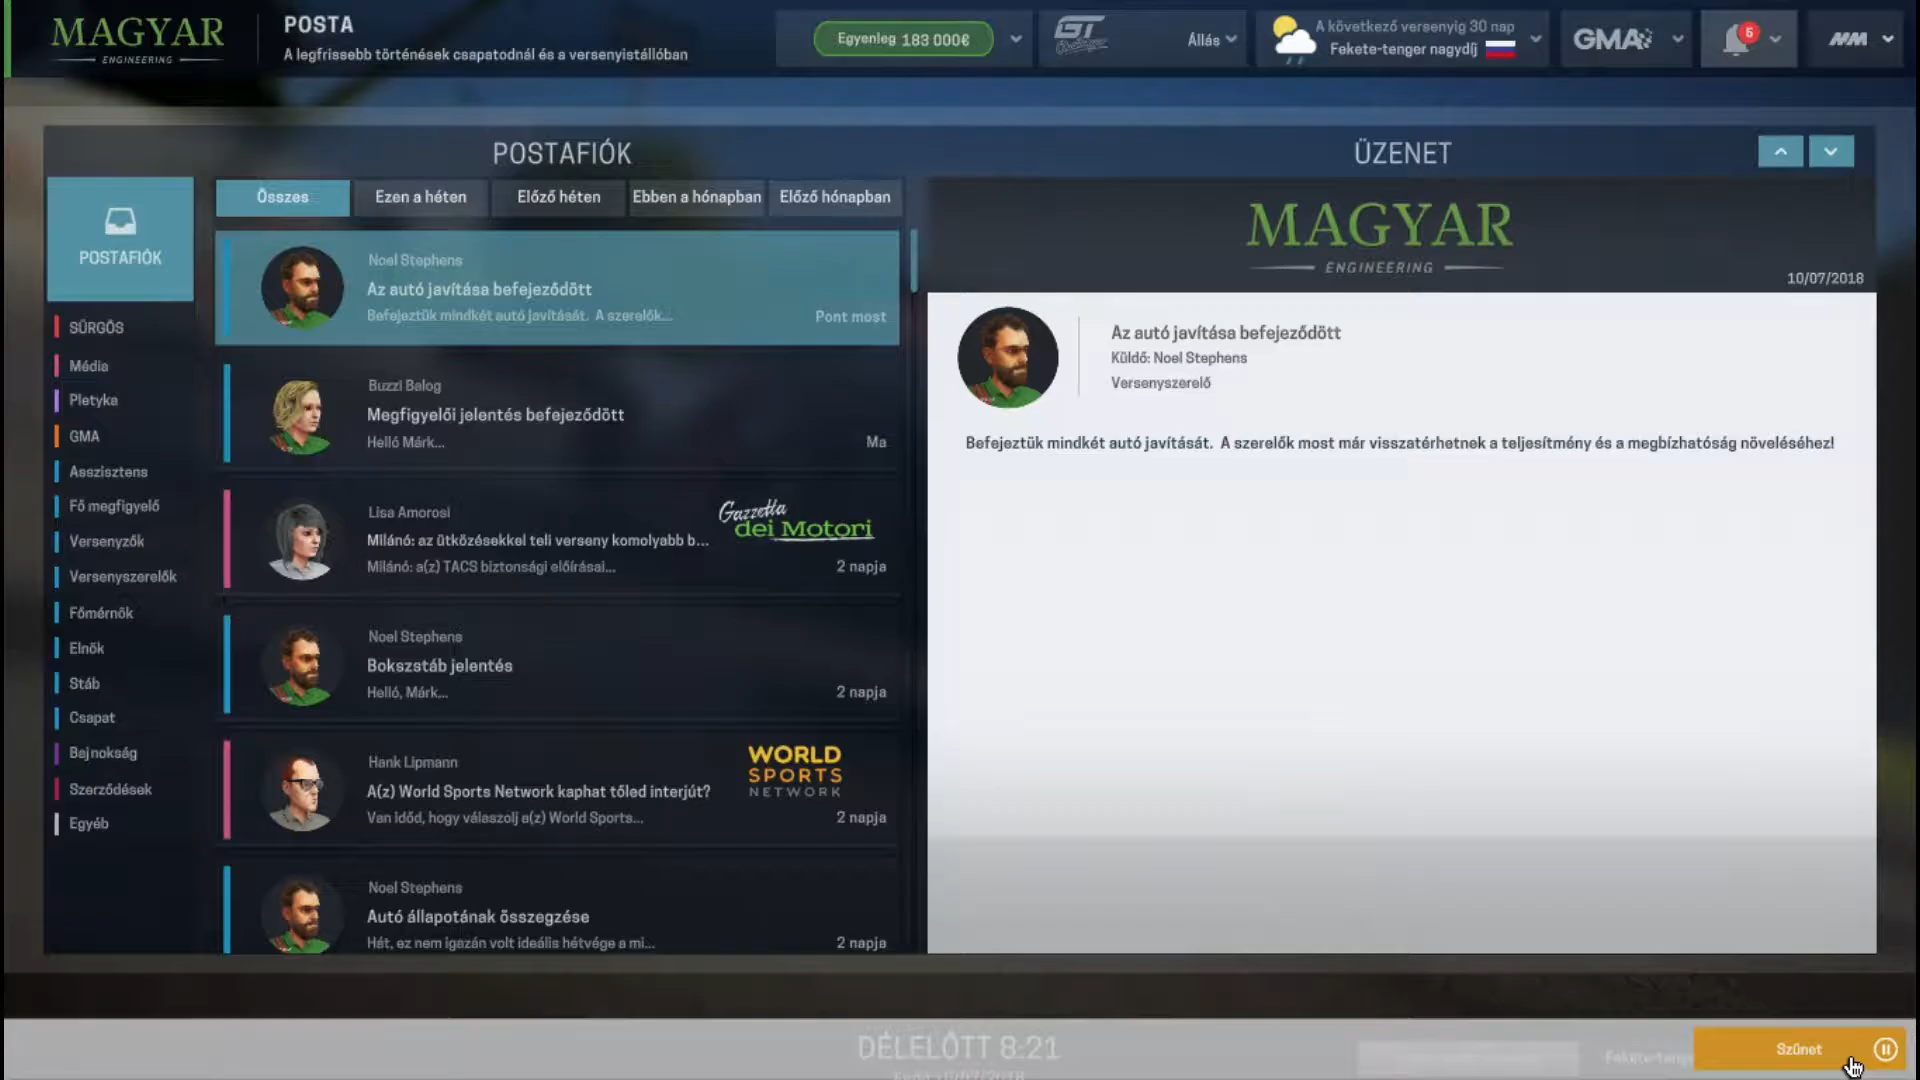 MAGYAR
ENGINEERING
POSTA
A legfrissebb történések csapatodnál és a versenyistállóban
Egyenleg 183 000€
GT
Challenger
Állás
A következő versenyig 30 nap
Fekete-tenger nagydíj
GMA
5
MM
POSTAFIÓK
ÜZENET
POSTAFIÓK
SÜRGŐS
Média
Pletyka
GMA
Asszisztens
Fő megfigyelő
Versenyzők
Versenyszerelők
Főmérnök
Elnök
Stáb
Csapat
Bajnokság
Szerződések
Egyéb
Összes
Ezen a héten
Előző héten
Ebben a hónapban
Előző hónapban
Noel Stephens
Az autó javítása befejeződött
Befejeztük mindkét autó javítását. A szerelők...
Pont most
Buzzi Balog
Megfigyelői jelentés befejeződött
Helló Márk...
Ma
Lisa Amorosi
Milánó: az ütközésekkel teli verseny komolyabb b...
Milánó: a(z) TACS biztonsági előírásai...
Gazzetta
dei Motori
2 napja
Noel Stephens
Bokszstáb jelentés
Helló, Márk...
2 napja
Hank Lipmann
A(z) World Sports Network kaphat tőled interjút?
Van időd, hogy válaszolj a(z) World Sports...
WORLD
SPORTS
NETWORK
2 napja
Noel Stephens
Autó állapotának összegzése
Hát, ez nem igazán volt ideális hétvége a mi...
2 napja
MAGYAR
ENGINEERING
10/07/2018
Az autó javítása befejeződött
Küldő: Noel Stephens
Versenyszerelő
Befejeztük mindkét autó javítását. A szerelők most már visszatérhetnek a teljesítmény és a megbízhatóság növeléséhez!
DÉLELŐTT 8:21
Kedd 10/07/2018
Szünet